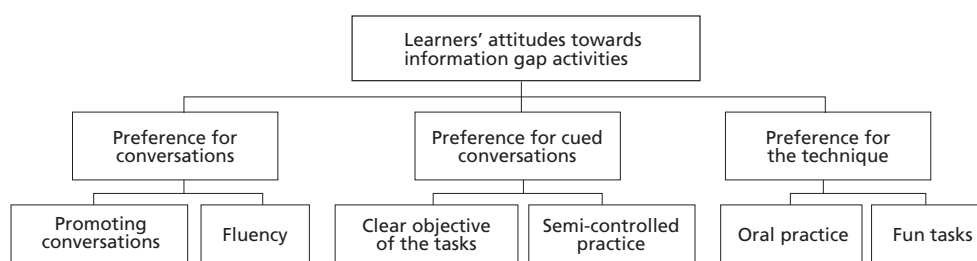 Learners’ attitudes towards
information gap activities
Preference for
conversations
Preference for cued
conversations
Preference for
the technique
Promoting
conversations
Fluency
Clear objective
of the tasks
Semi-controlled
practice
Oral practice
Fun tasks